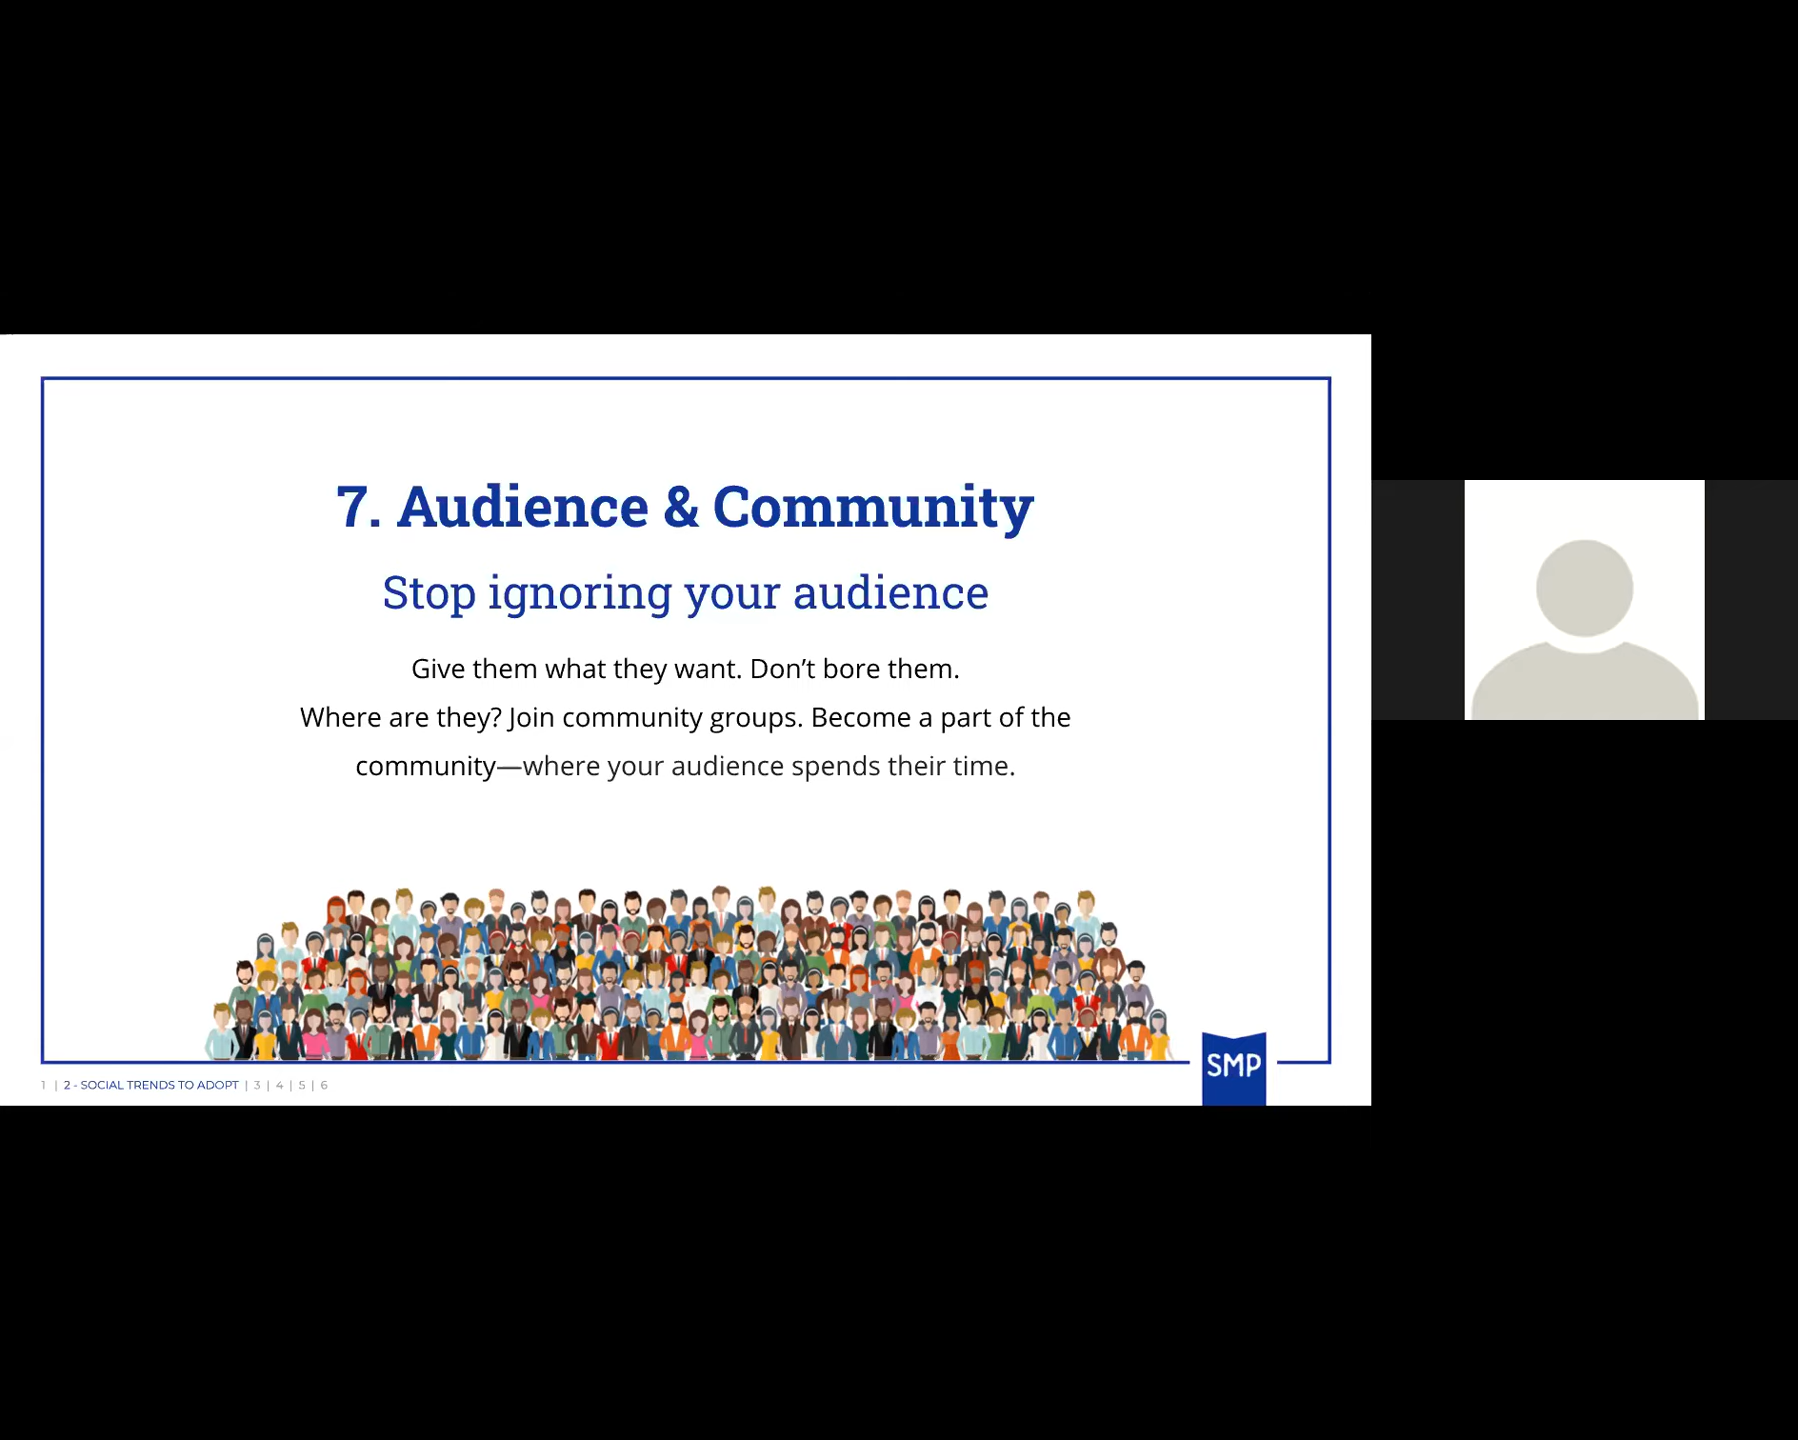 7. Audience & Community
Stop ignoring your audience
Give them what they want. Don’t bore them.
Where are they? Join community groups. Become a part of the
community—where your audience spends their time.
SMP
1 | 2 - SOCIAL TRENDS TO ADOPT | 3 | 4 | 5 | 6